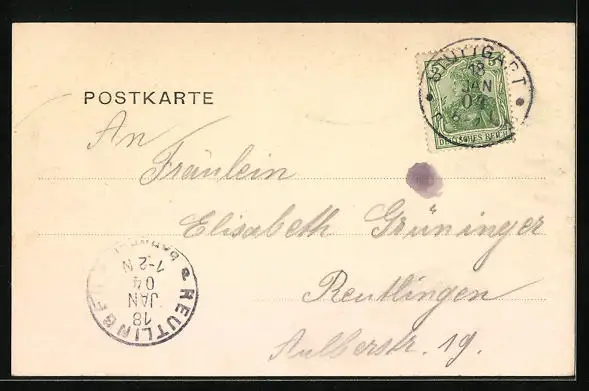 STUTTGART
18
JAN
04
DEUTSCHES REICH
POSTKARTE
An
Fräulein
Elisabeth Grüninger
Reutlingen
Aulberstr. 19.
REUTLINGEN
18
JAN
04
1-2 N